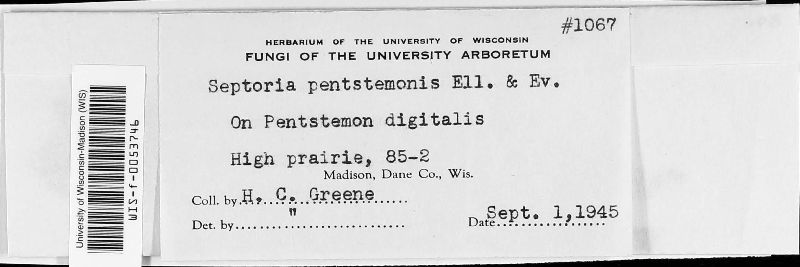 #1067
HERBARIUM OF THE UNIVERSITY OF WISCONSIN
FUNGI OF THE UNIVERSITY ARBORETUM
Septoria pentstemonis Ell. & Ev.
On Pentstemon digitalis
High prairie, 85-2
Madison, Dane Co., Wis.
Coll. by H. C. Greene
Det. by "
Date Sept. 1,1945
University of Wisconsin-Madison (WIS)
WIS-f-0053746